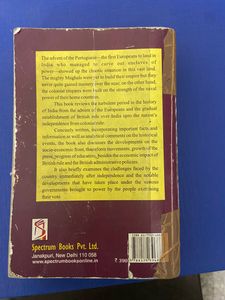 The advent of the Portuguese—the first Europeans to land in
India who managed to carve out enclaves of
power—showed up the chronic situation in this vast land.
The mighty Mughals were yet to build their empire but they
never quite gained mastery over the seas; on the other hand,
the colonial empires were built on the strength of the naval
power of their home countries.
This book reviews the turbulent period in the history of
India from the advent of the Europeans and the gradual
establishment of British rule over India upto the nation's
independence from colonial rule.
Concisely written, incorporating important facts and
information as well as analytical comments on the historical
events, the book also discusses the developments on the
socio-economic front, reform movements, growth of the
press, progress of education, besides the economic impact of
British rule and the British administrative policies.
It also briefly examines the challenges faced by the
country immediately after independence and the notable
developments that have taken place under the various
governments brought to power by the people exercising
their vote.
Spectrum Books Pvt. Ltd.
Janakpuri, New Delhi 110 058
www.spectrumbooksonline.in
₹ 390